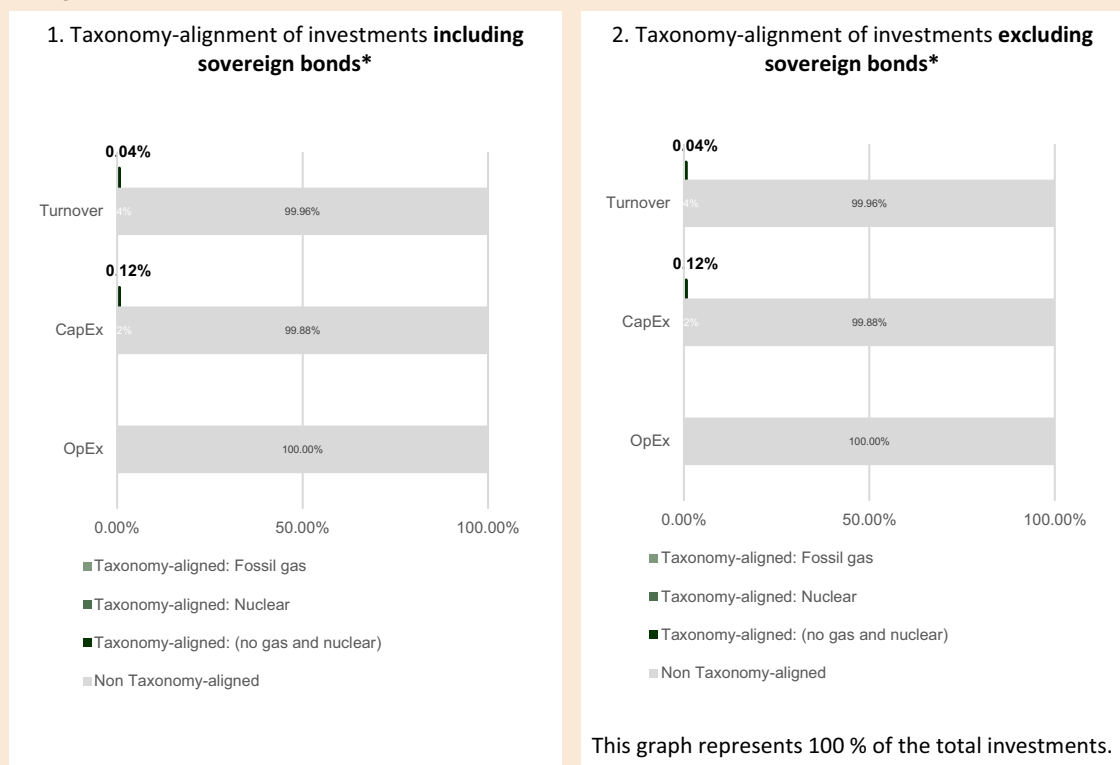 1. Taxonomy-alignment of investments including
sovereign bonds*
0.04%
Turnover
4%
99.96%
0.12%
CapEx
2%
99.88%
OpEx
100.00%
0.00%
50.00%
100.00%
Taxonomy-aligned: Fossil gas
Taxonomy-aligned: Nuclear
Taxonomy-aligned: (no gas and nuclear)
Non Taxonomy-aligned
2. Taxonomy-alignment of investments excluding
sovereign bonds*
0.04%
Turnover
4%
99.96%
0.12%
CapEx
2%
99.88%
OpEx
100.00%
0.00%
50.00%
100.00%
Taxonomy-aligned: Fossil gas
Taxonomy-aligned: Nuclear
Taxonomy-aligned: (no gas and nuclear)
Non Taxonomy-aligned
This graph represents 100 % of the total investments.